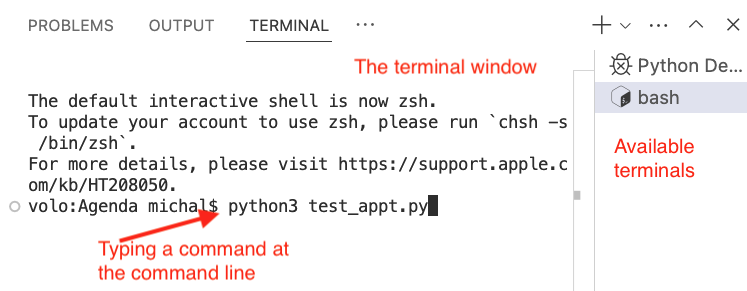 PROBLEMS OUTPUT TERMINAL
The terminal window
Python De...
bash
Available
terminals
The default interactive shell is now zsh.
To update your account to use zsh, please run `chsh -s
/bin/zsh`.
For more details, please visit https://support.apple.c
om/kb/HT208050.
volo:Agenda michal$ python3 test_appt.py
Typing a command at
the command line